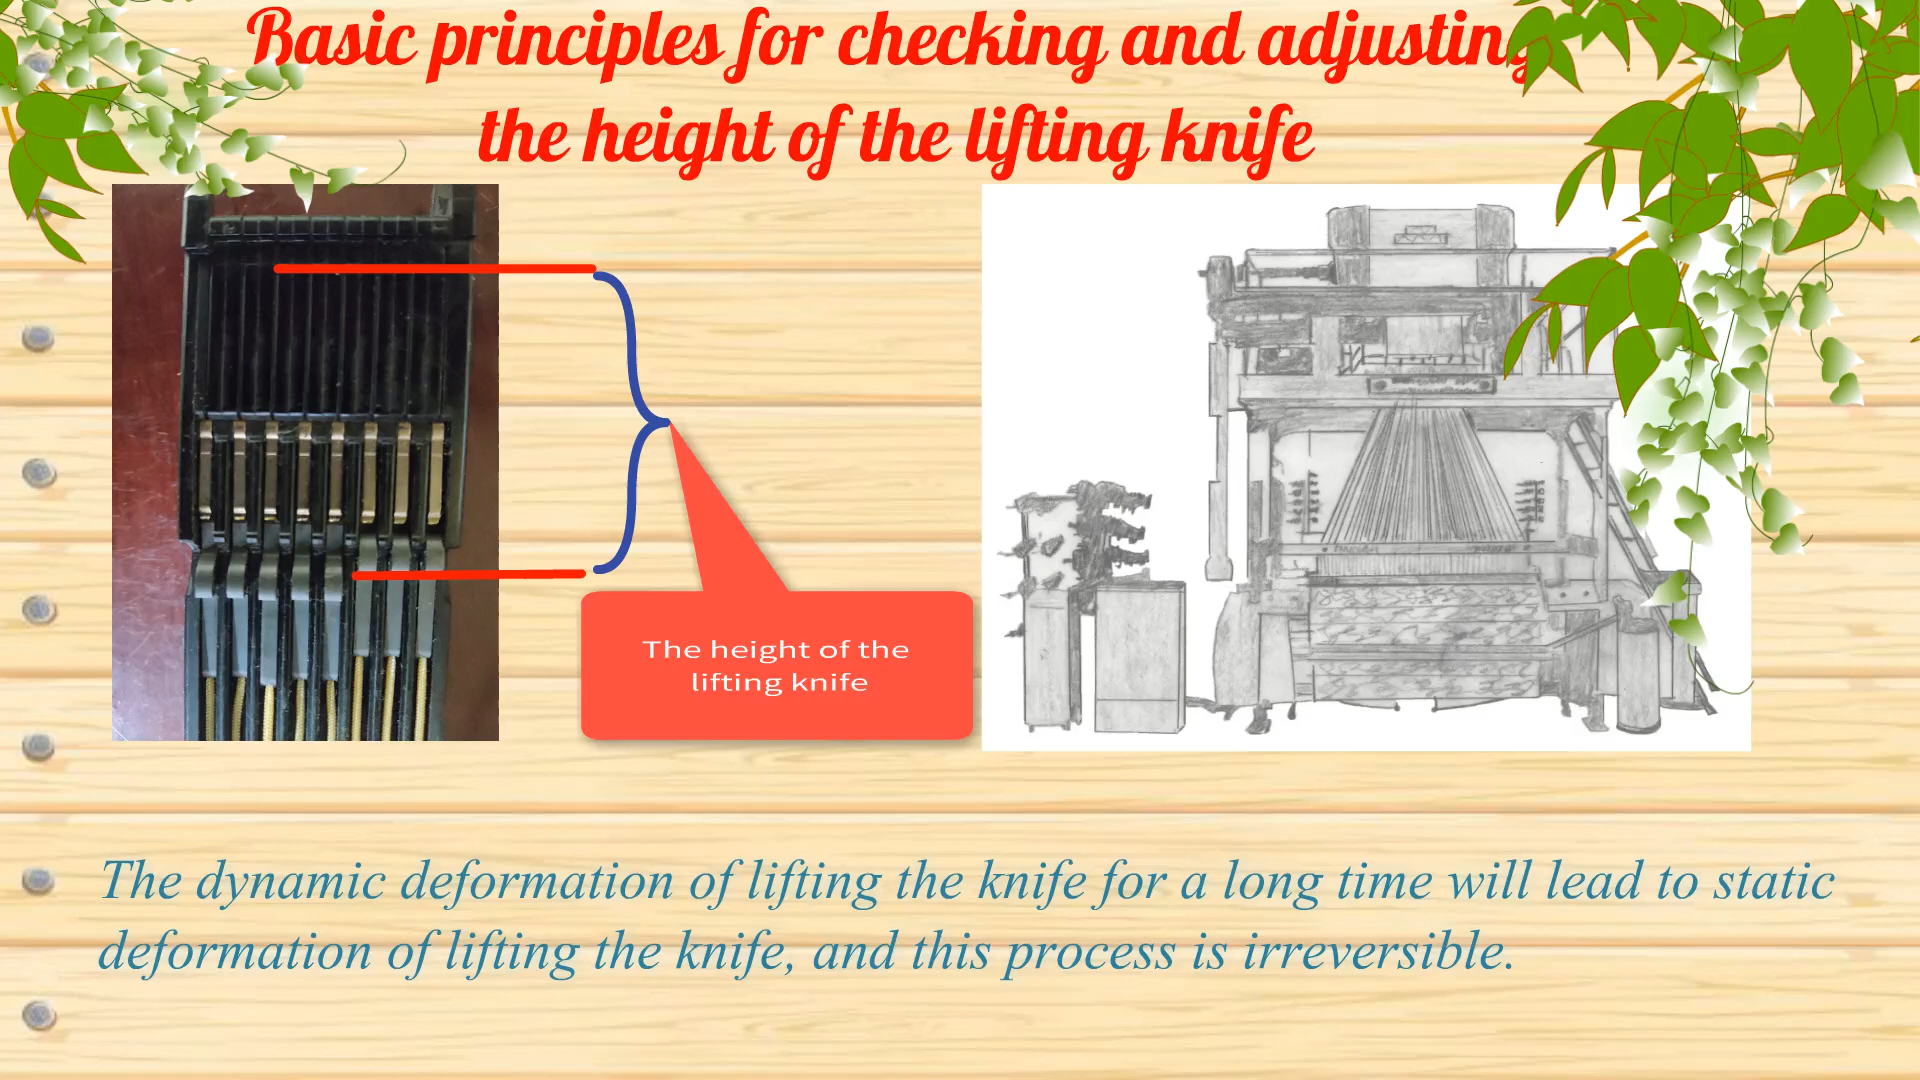 Basic principles for checking and adjusting
the height of the lifting knife
The height of the
lifting knife
The dynamic deformation of lifting the knife for a long time will lead to static
deformation of lifting the knife, and this process is irreversible.